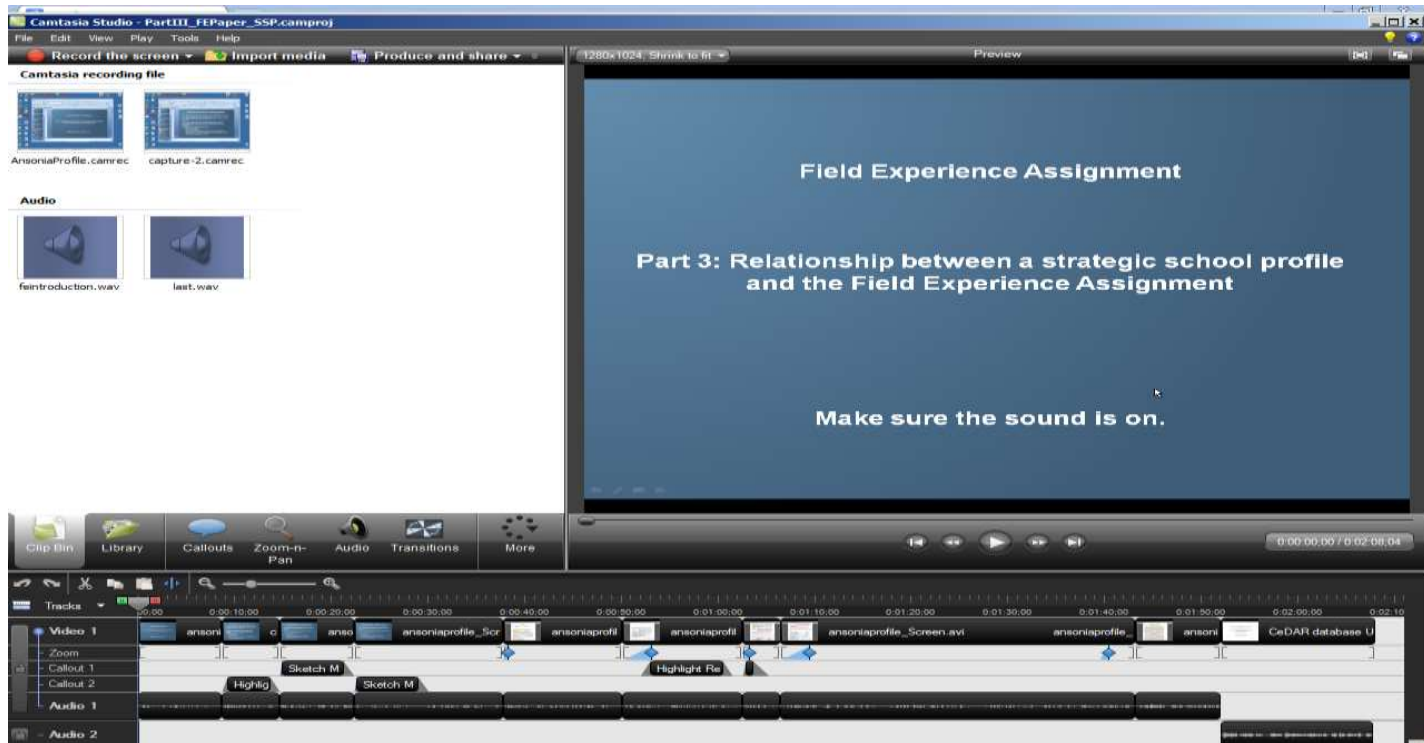 Camtasia Studio - PartIII_FEPaper_SSP.camproj
File Edit View Play Tools Help
Record the screen Import media Produce and share
1280x1024, Shrink to fit Preview
Camtasia recording file
AnsoniaProfile.camrec capture-2.camrec
Audio
feintroduction.wav last.wav
Field Experience Assignment
Part 3: Relationship between a strategic school profile
and the Field Experience Assignment
Make sure the sound is on.
Clip Bin Library Callouts Zoom-n-Pan Audio Transitions More
0:00:00;00 / 0:02:08;04
Tracks 0:00:10;00 0:00:20;00 0:00:30;00 0:00:40;00 0:00:50;00 0:01:00;00 0:01:10;00 0:01:20;00 0:01:30;00 0:01:40;00 0:01:50;00 0:02:00;00 0:02:10
Video 1 ansoni c anso ansoniaprofile_Scr ansoniaprofil ansoniaprofil ansoniaprofile_Screen.avi ansoniaprofile_ ansoni CeDAR database U
Zoom
Callout 1 Sketch M Highlight Re
Callout 2 Highlig Sketch M
Audio 1
Audio 2